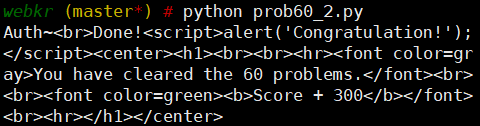 webkr (master*) # python prob60_2.py
Auth~<br>Done!<script>alert('Congratulation!');
</script><center><h1><br><br><hr><font color=gr
ay>You have cleared the 60 problems.</font><br>
<br><font color=green><b>Score + 300</b></font>
<br><hr></h1></center>